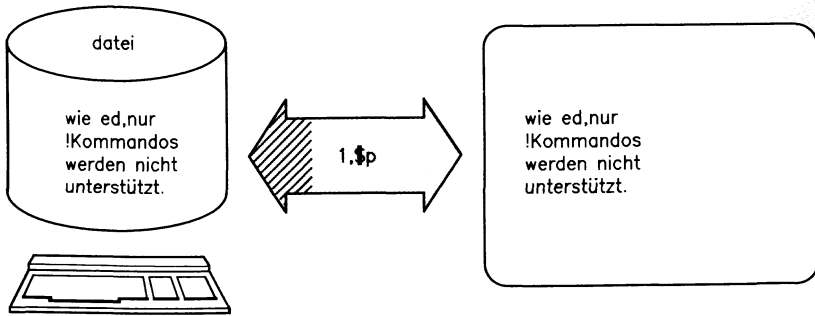 datei
wie ed,nur
!Kommandos
werden nicht
unterstützt.
1,$p
wie ed,nur
!Kommandos
werden nicht
unterstützt.